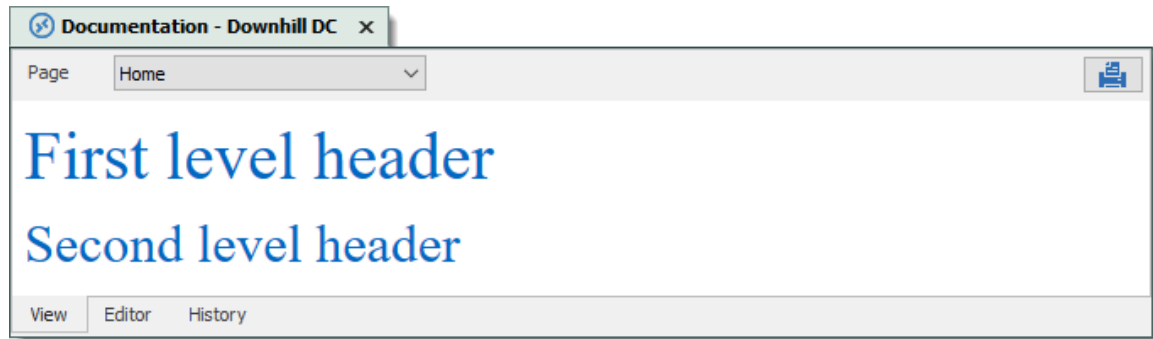 Documentation - Downhill DC x
Page Home
First level header
Second level header
View Editor History